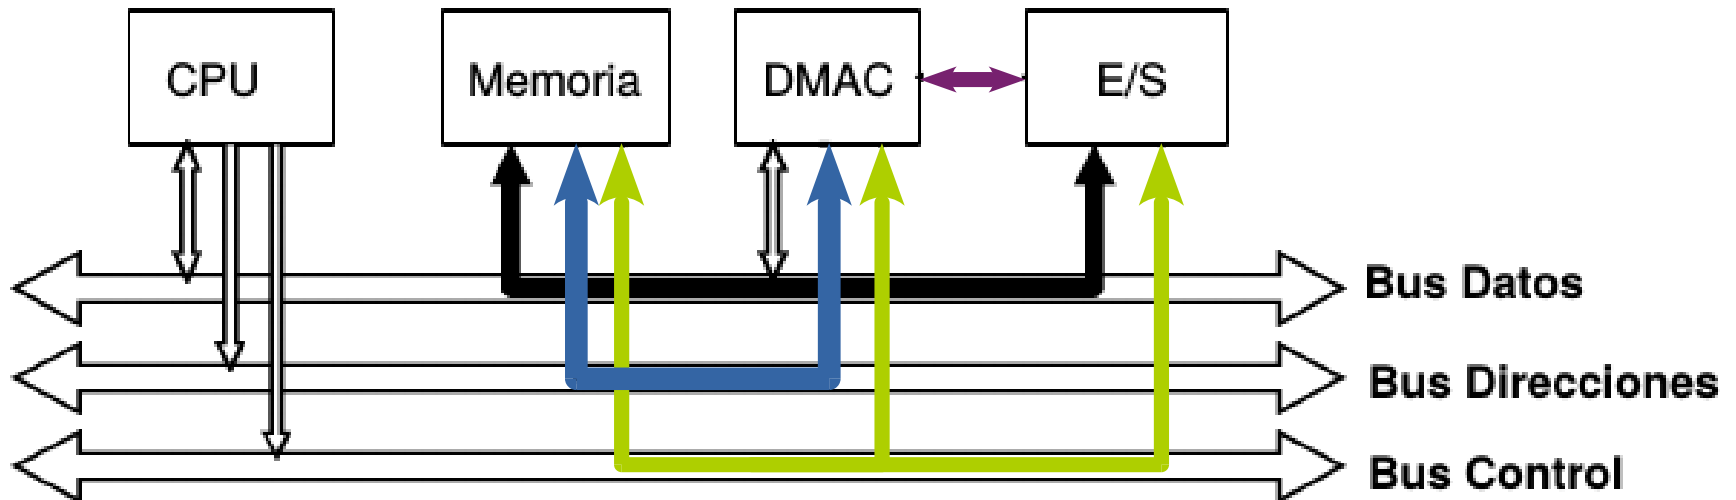 CPU
Memoria
DMAC
E/S
Bus Datos
Bus Direcciones
Bus Control